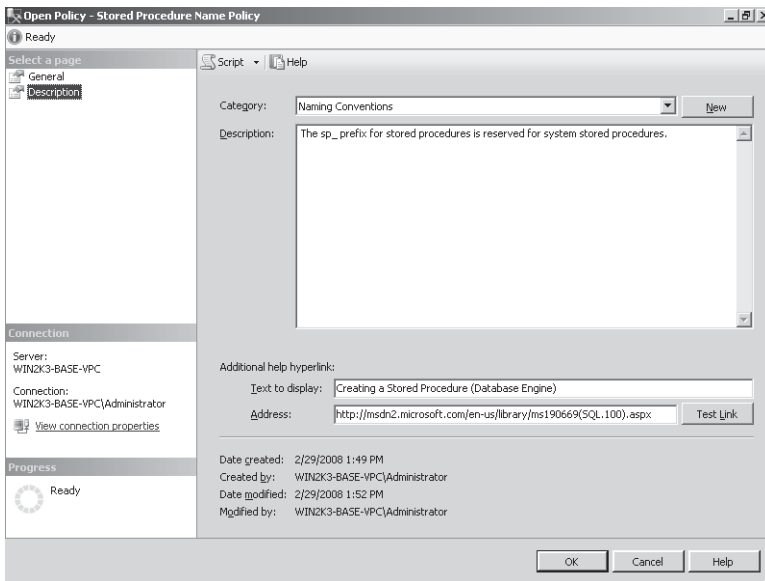 Open Policy - Stored Procedure Name Policy
Ready
Select a page
General
Description
Script
Help
Category:
Naming Conventions
New
Description:
The sp_ prefix for stored procedures is reserved for system stored procedures.
Connection
Server:
WIN2K3-BASE-VPC
Connection:
WIN2K3-BASE-VPC\Administrator
View connection properties
Progress
Ready
Additional help hyperlink:
Text to display:
Creating a Stored Procedure (Database Engine)
Address:
http://msdn2.microsoft.com/en-us/library/ms190669(SQL.100).aspx
Test Link
Date created: 2/29/2008 1:49 PM
Created by: WIN2K3-BASE-VPC\Administrator
Date modified: 2/29/2008 1:52 PM
Modified by: WIN2K3-BASE-VPC\Administrator
OK
Cancel
Help